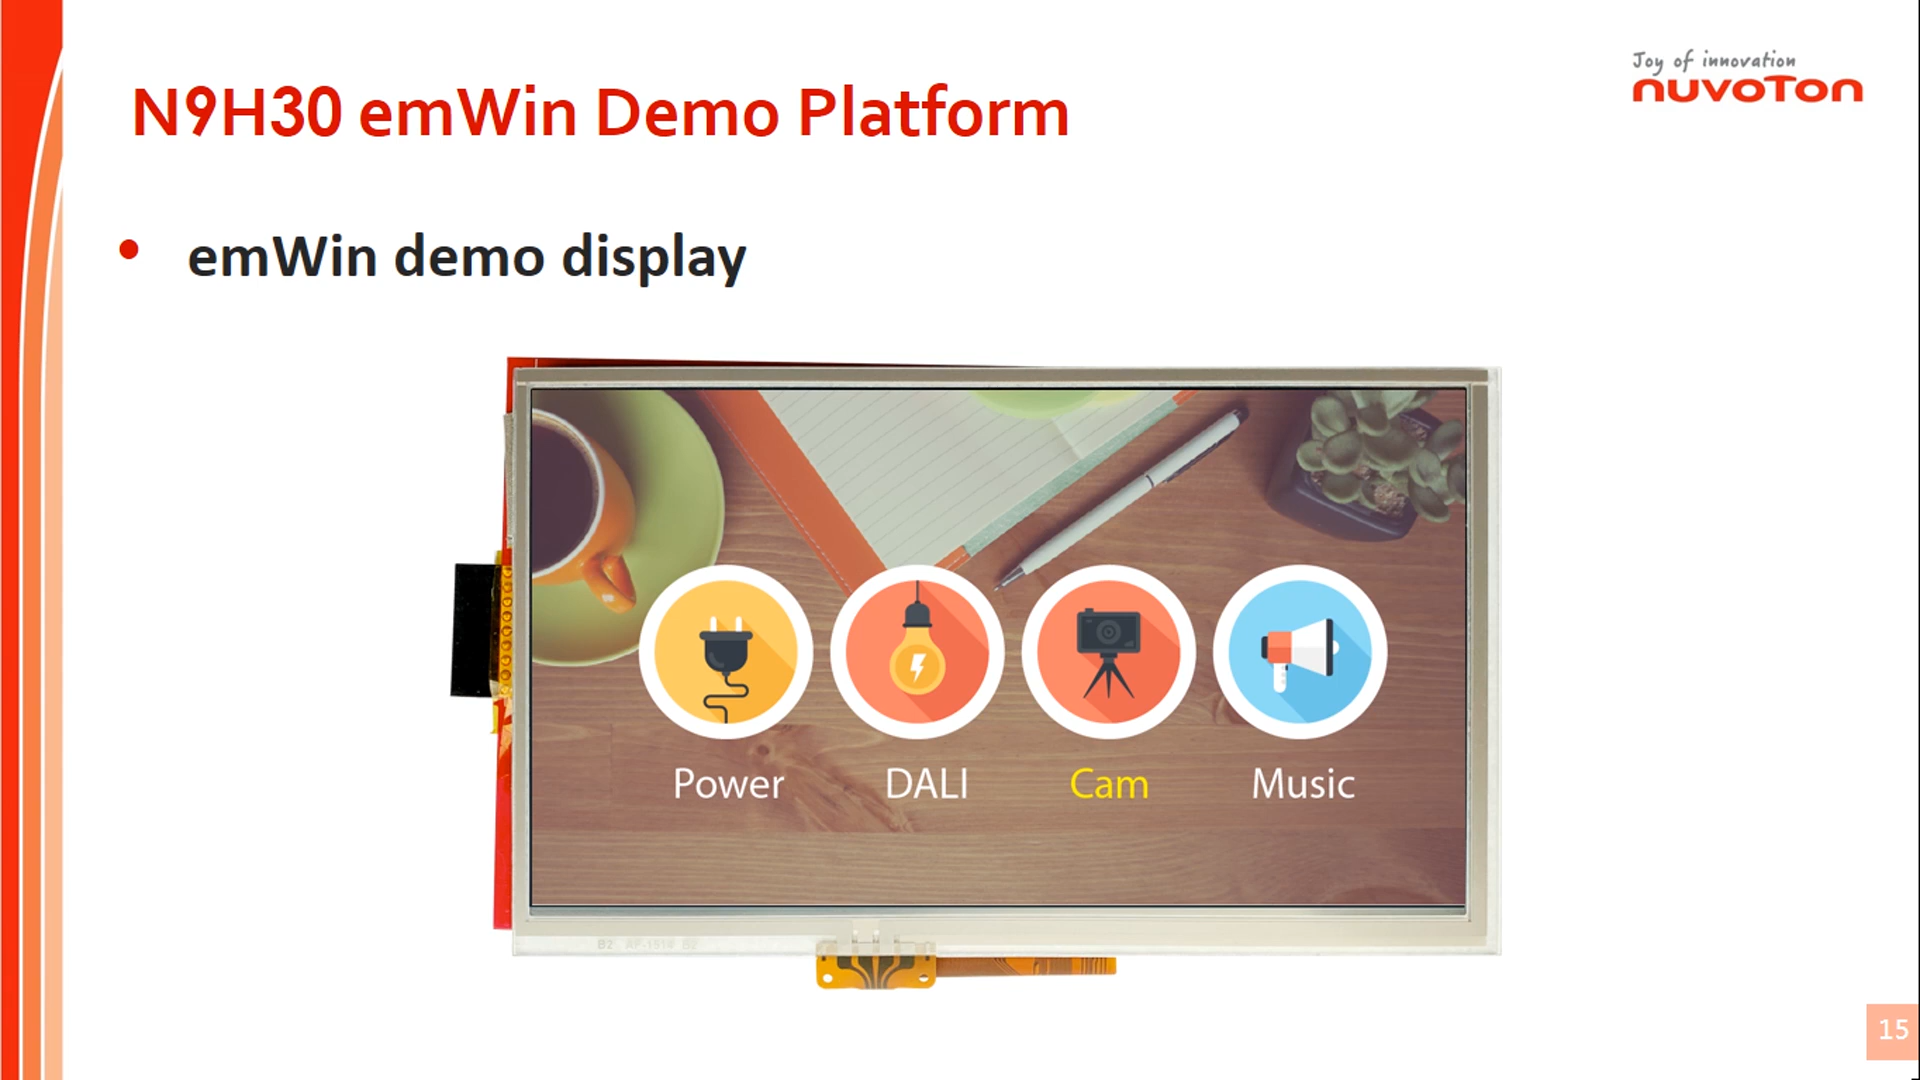 Joy of innovation
nuvoTon
N9H30 emWin Demo Platform
• emWin demo display
Power DALI Cam Music
15